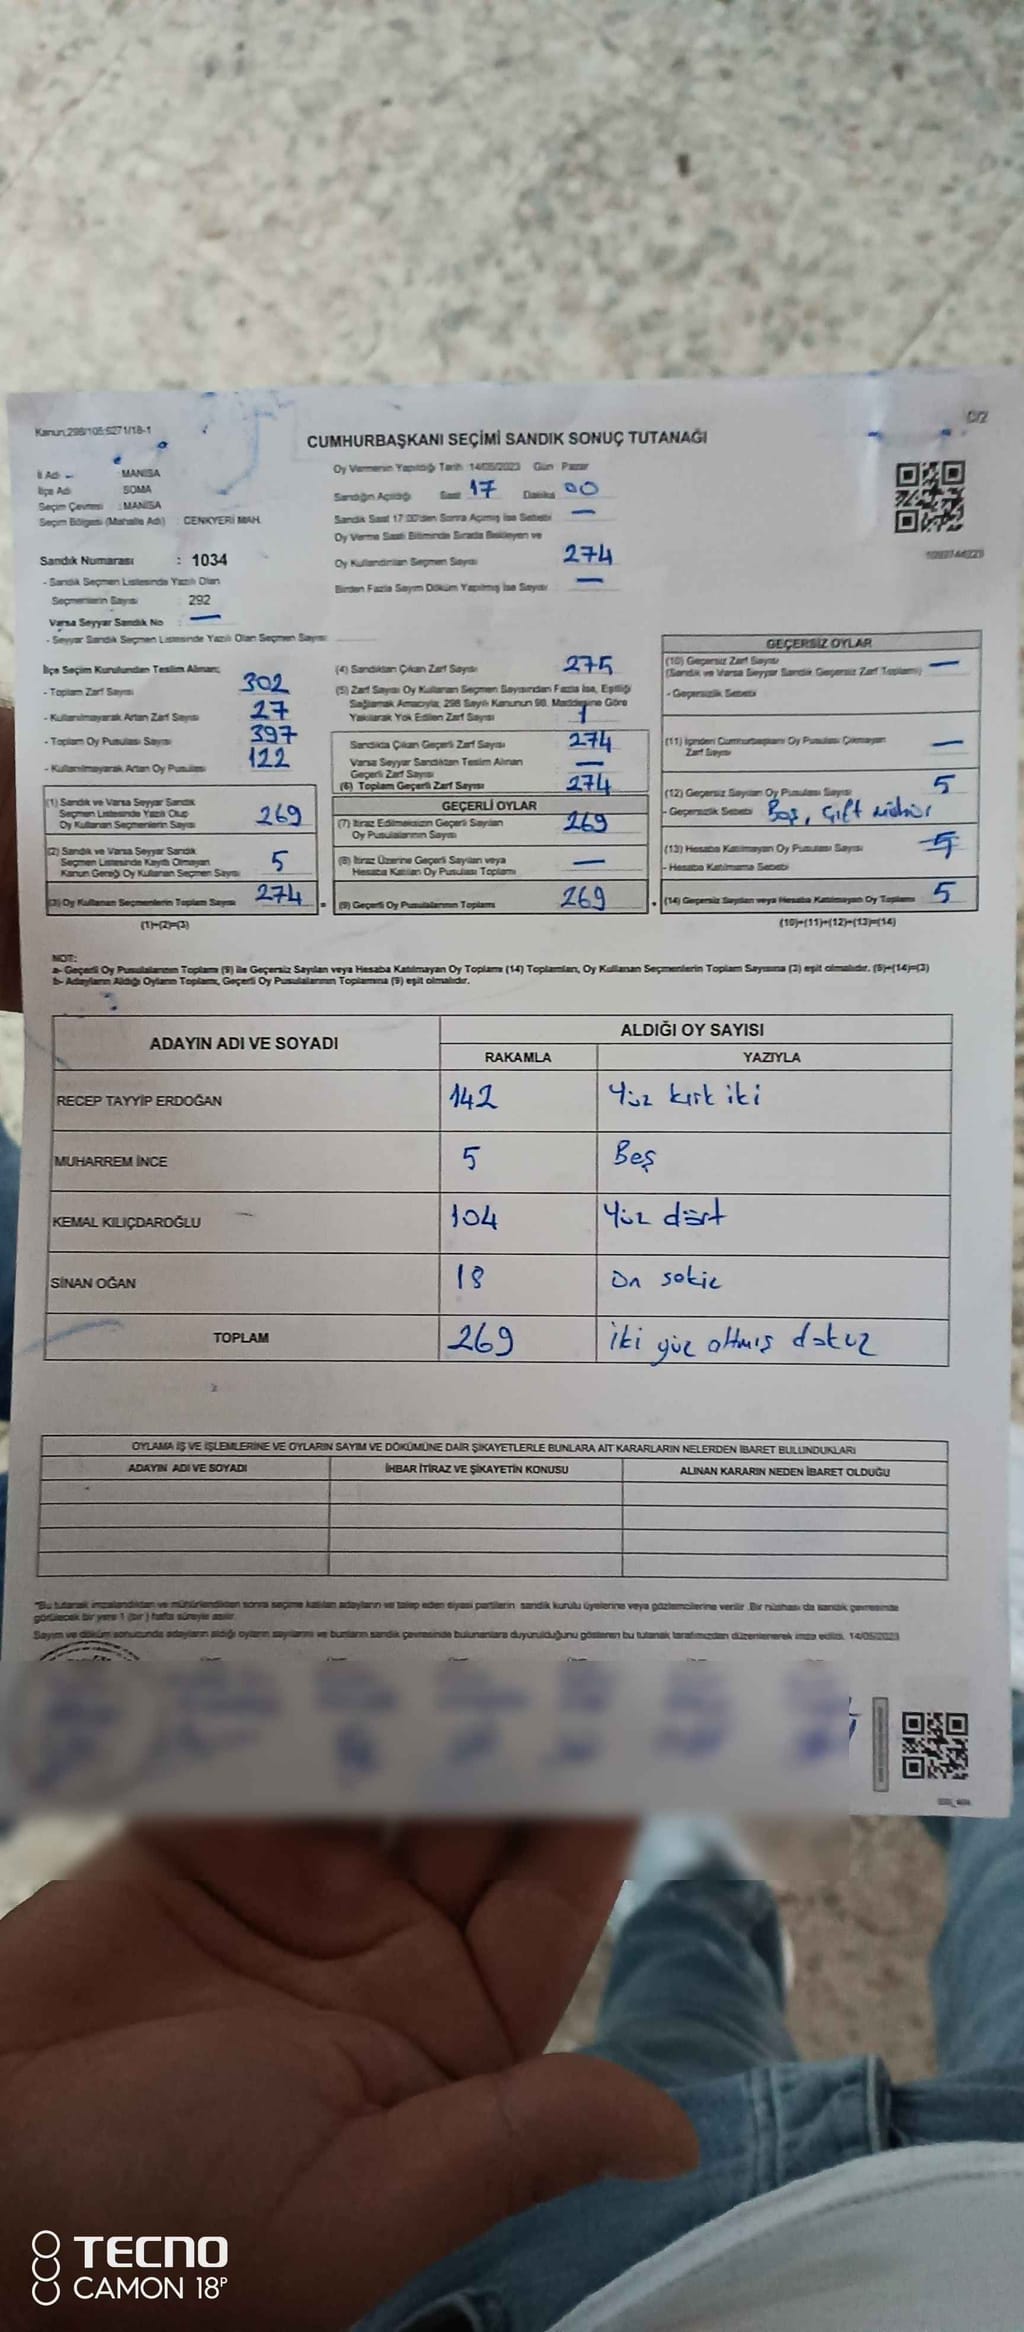 Kanun,298/105;6271/18-1
C/2
CUMHURBAŞKANI SEÇİMİ SANDIK SONUÇ TUTANAĞI
İl Adı : MANİSA
İlçe Adı SOMA
Seçim Çevresi : MANİSA
Seçim Bölgesi (Mahalle Adı) : CENKYERİ MAH.
Sandık Numarası : 1034
- Sandık Seçmen Listesinde Yazılı Olan
Seçmenlerin Sayısı : 292
Varsa Seyyar Sandık No : —
- Seyyar Sandık Seçmen Listesinde Yazılı Olan Seçmen Sayısı
Oy Vermenin Yapıldığı Tarih :14/05/2023 Gün Pazar
Sandığın Açıldığı Saat 17 Dakika 00
Sandık Saat 17.00'den Sonra Açılmış İse Sebebi —
Oy Verme Saati Bitiminde Sırada Bekleyen ve
Oy Kullandırılan Seçmen Sayısı 274
Birden Fazla Sayım Döküm Yapılmış İse Sayısı —
İlçe Seçim Kurulundan Teslim Alınan;
- Toplam Zarf Sayısı 302
- Kullanılmayarak Artan Zarf Sayısı 27
- Toplam Oy Pusulası Sayısı 397
- Kullanılmayarak Artan Oy Pusulası 122
(1) Sandık ve Varsa Seyyar Sandık
Seçmen Listesinde Yazılı Olup
Oy Kullanan Seçmenlerin Sayısı 269
(2) Sandık ve Varsa Seyyar Sandık
Seçmen Listesinde Kayıtlı Olmayan
Kanun Gereği Oy Kullanan Seçmen Sayısı 5
(3) Oy Kullanan Seçmenlerin Toplam Sayısı 274
(1)+(2)=(3)
(4) Sandıktan Çıkan Zarf Sayısı 275
(5) Zarf Sayısı Oy Kullanan Seçmen Sayısından Fazla İse, Eşitliği
Sağlamak Amacıyla, 298 Sayılı Kanunun 98. Maddesine Göre
Yakılarak Yok Edilen Zarf Sayısı 1
Sandıkta Çıkan Geçerli Zarf Sayısı 274
Varsa Seyyar Sandıktan Teslim Alınan
Geçerli Zarf Sayısı —
(6) Toplam Geçerli Zarf Sayısı 274
GEÇERLİ OYLAR
(7) İtiraz Edilmeksizin Geçerli Sayılan
Oy Pusulalarının Sayısı 269
(8) İtiraz Üzerine Geçerli Sayılan veya
Hesaba Katılan Oy Pusulası Toplamı —
(9) Geçerli Oy Pusulalarının Toplamı 269
GEÇERSİZ OYLAR
(10) Geçersiz Zarf Sayısı —
(Sandık ve Varsa Seyyar Sandık Geçersiz Zarf Toplamı)
- Geçersizlik Sebebi
(11) İçinden Cumhurbaşkanı Oy Pusulası Çıkmayan
Zarf Sayısı —
(12) Geçersiz Sayılan Oy Pusulası Sayısı 5
- Geçersizlik Sebebi Boş, Çift mühür
(13) Hesaba Katılmayan Oy Pusulası Sayısı
- Hesaba Katılmama Sebebi
(14) Geçersiz Sayılan veya Hesaba Katılmayan Oy Toplamı 5
(10)+(11)+(12)+(13)=(14)
NOT:
a- Geçerli Oy Pusulalarının Toplamı (9) ile Geçersiz Sayılan veya Hesaba Katılmayan Oy Toplamı (14) Toplamları, Oy Kullanan Seçmenlerin Toplam Sayısına (3) eşit olmalıdır. (9)+(14)=(3)
b- Adayların Aldığı Oyların Toplamı, Geçerli Oy Pusulalarının Toplamına (9) eşit olmalıdır.
ADAYIN ADI VE SOYADI ALDIĞI OY SAYISI
RAKAMLA YAZIYLA
RECEP TAYYİP ERDOĞAN 142 Yüz kırk iki
MUHARREM İNCE 5 Beş
KEMAL KILIÇDAROĞLU 104 Yüz dört
SİNAN OĞAN 18 On sekiz
TOPLAM 269 iki yüz altmış dokuz
OYLAMA İŞ VE İŞLEMLERİNE VE OYLARIN SAYIM VE DÖKÜMÜNE DAİR ŞİKAYETLERLE BUNLARA AİT KARARLARIN NELERDEN İBARET BULUNDUKLARI
ADAYIN ADI VE SOYADI İHBAR İTİRAZ VE ŞİKAYETİN KONUSU ALINAN KARARIN NEDEN İBARET OLDUĞU
"Bu tutanak imzalandıktan ve mühürlendikten sonra seçime katılan adayların ve talep eden siyasi partilerin sandık kurulu üyelerine veya gözlemcilerine verilir. Bir nüshası da sandık çevresinde
görülecek bir yere 1 (bir) hafta süreyle asılır.
Sayım ve döküm sonucunda adayların aldığı oyların sayılarını ve bunların sandık çevresinde bulunanlara duyurulduğunu gösteren bu tutanak tarafımızdan düzenlenerek imza edildi. 14/05/2023
TECNO
CAMON 18P